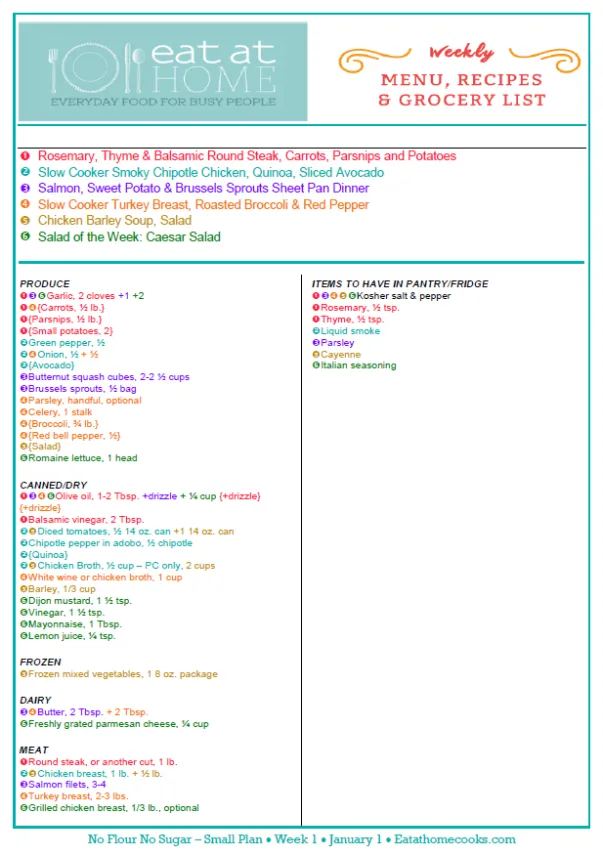 eat at
HOME
EVERYDAY FOOD FOR BUSY PEOPLE
Weekly
MENU, RECIPES
& GROCERY LIST
❶ Rosemary, Thyme & Balsamic Round Steak, Carrots, Parsnips and Potatoes
❷ Slow Cooker Smoky Chipotle Chicken, Quinoa, Sliced Avocado
❸ Salmon, Sweet Potato & Brussels Sprouts Sheet Pan Dinner
❹ Slow Cooker Turkey Breast, Roasted Broccoli & Red Pepper
❺ Chicken Barley Soup, Salad
❻ Salad of the Week: Caesar Salad
PRODUCE
❶❸❻Garlic, 2 cloves +1 +2
❶❹{Carrots, ½ lb.}
❶{Parsnips, ½ lb.}
❶{Small potatoes, 2}
❷Green pepper, ½
❷❹Onion, ½ + ½
❷{Avocado}
❸Butternut squash cubes, 2-2 ½ cups
❸Brussels sprouts, ½ bag
❹Parsley, handful, optional
❹Celery, 1 stalk
❹{Broccoli, ¾ lb.}
❹{Red bell pepper, ½}
❺{Salad}
❻Romaine lettuce, 1 head
CANNED/DRY
❶❸❹❻Olive oil, 1-2 Tbsp. +drizzle + ¼ cup {+drizzle}
{+drizzle}
❶Balsamic vinegar, 2 Tbsp.
❷❺Diced tomatoes, ½ 14 oz. can +1 14 oz. can
❷Chipotle pepper in adobo, ½ chipotle
❷{Quinoa}
❷❺Chicken Broth, ½ cup – PC only, 2 cups
❹White wine or chicken broth, 1 cup
❺Barley, 1/3 cup
❻Dijon mustard, 1 ½ tsp.
❻Vinegar, 1 ½ tsp.
❻Mayonnaise, 1 Tbsp.
❻Lemon juice, ¼ tsp.
FROZEN
❺Frozen mixed vegetables, 1 8 oz. package
DAIRY
❸❹Butter, 2 Tbsp. + 2 Tbsp.
❻Freshly grated parmesan cheese, ¼ cup
MEAT
❶Round steak, or another cut, 1 lb.
❷❺Chicken breast, 1 lb. + ½ lb.
❸Salmon filets, 3-4
❹Turkey breast, 2-3 lbs.
❻Grilled chicken breast, 1/3 lb., optional
ITEMS TO HAVE IN PANTRY/FRIDGE
❶❸❹❺❻Kosher salt & pepper
❶Rosemary, ½ tsp.
❶Thyme, ½ tsp.
❷Liquid smoke
❸Parsley
❺Cayenne
❻Italian seasoning
No Flour No Sugar – Small Plan • Week 1 • January 1 • Eatathomecooks.com